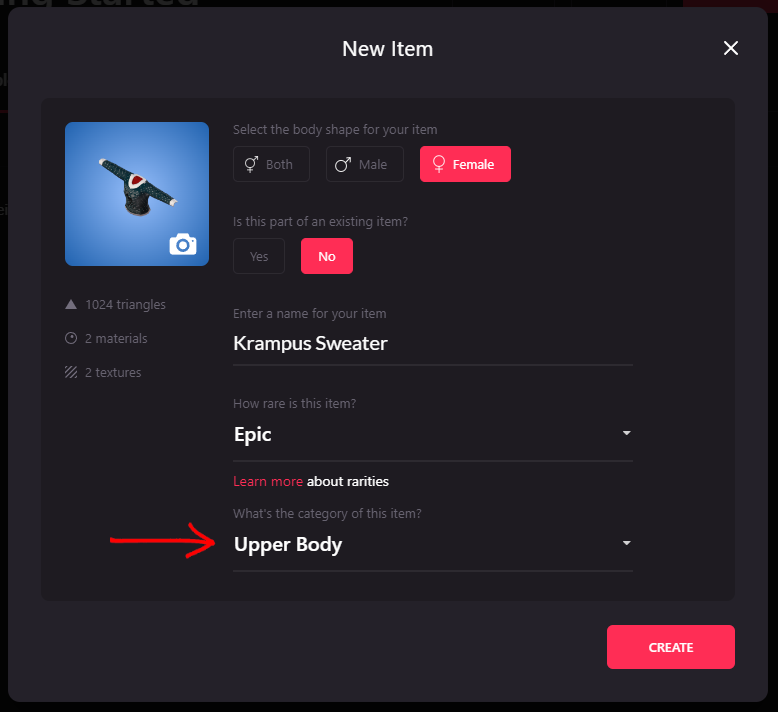 New Item
Select the body shape for your item
Both Male Female
Is this part of an existing item?
Yes No
1024 triangles
2 materials
2 textures
Enter a name for your item
Krampus Sweater
How rare is this item?
Epic
Learn more about rarities
What's the category of this item?
Upper Body
CREATE